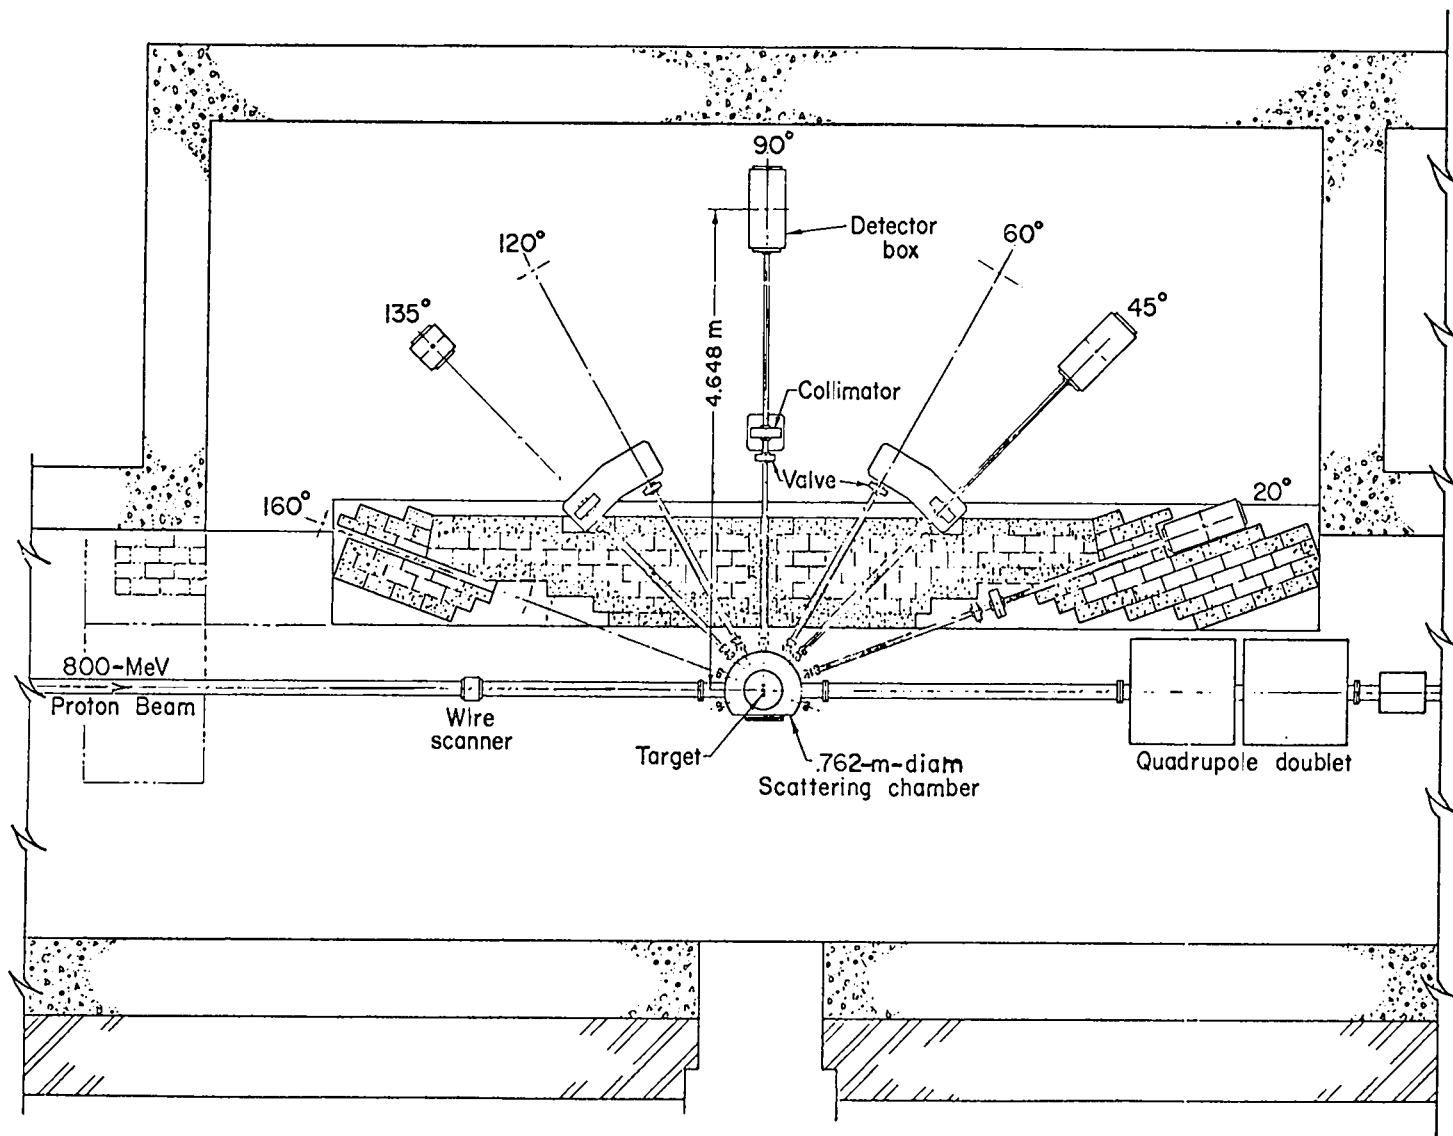 90°
Detector
box
120°
60°
135°
45°
4.648 m
Collimator
Valve
160°
20°
800-MeV
Proton Beam
Wire
scanner
Target
.762-m-diam
Scattering chamber
Quadrupole doublet